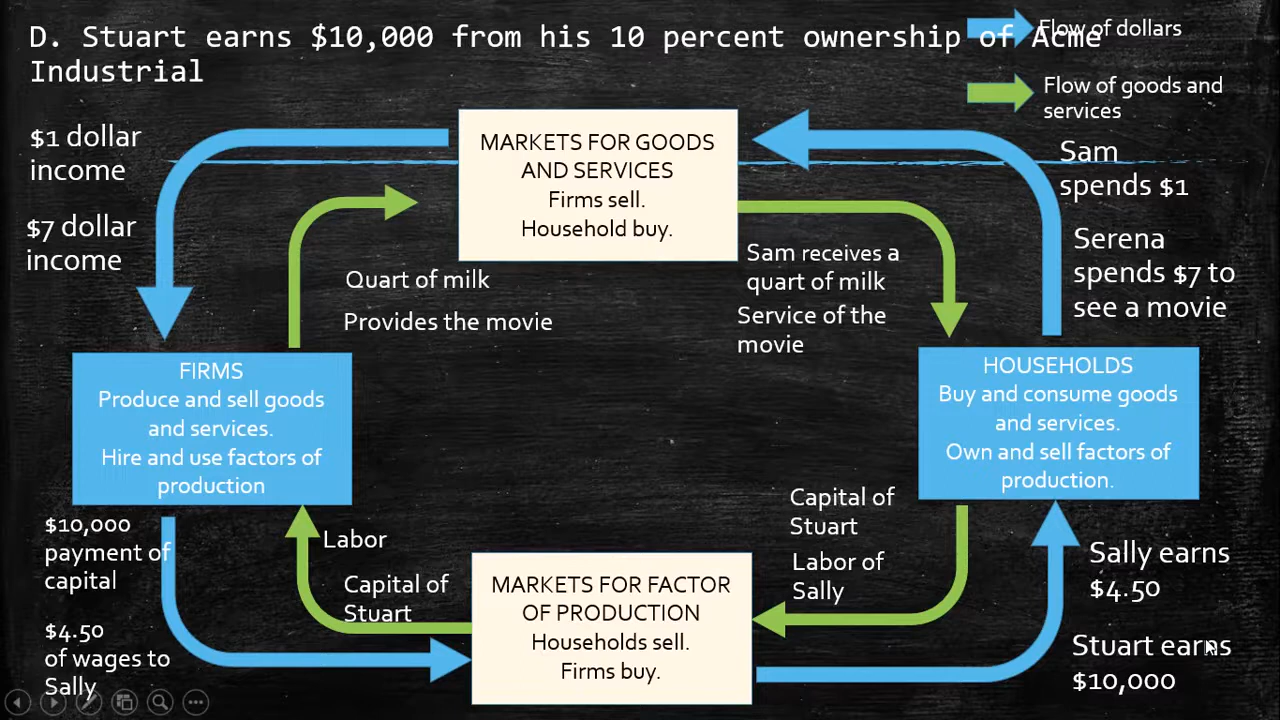 D. Stuart earns $10,000 from his 10 percent ownership of Acme
Industrial
Flow of dollars
Flow of goods and
services
$1 dollar
income
$7 dollar
income
MARKETS FOR GOODS
AND SERVICES
Firms sell.
Household buy.
Sam
spends $1
Serena
spends $7 to
see a movie
Quart of milk
Provides the movie
Sam receives a
quart of milk
Service of the
movie
FIRMS
Produce and sell goods
and services.
Hire and use factors of
production
HOUSEHOLDS
Buy and consume goods
and services.
Own and sell factors of
production.
$10,000
payment of
capital
$4.50
of wages to
Sally
Labor
Capital of
Stuart
MARKETS FOR FACTOR
OF PRODUCTION
Households sell.
Firms buy.
Capital of
Stuart
Labor of
Sally
Sally earns
$4.50
Stuart earns
$10,000